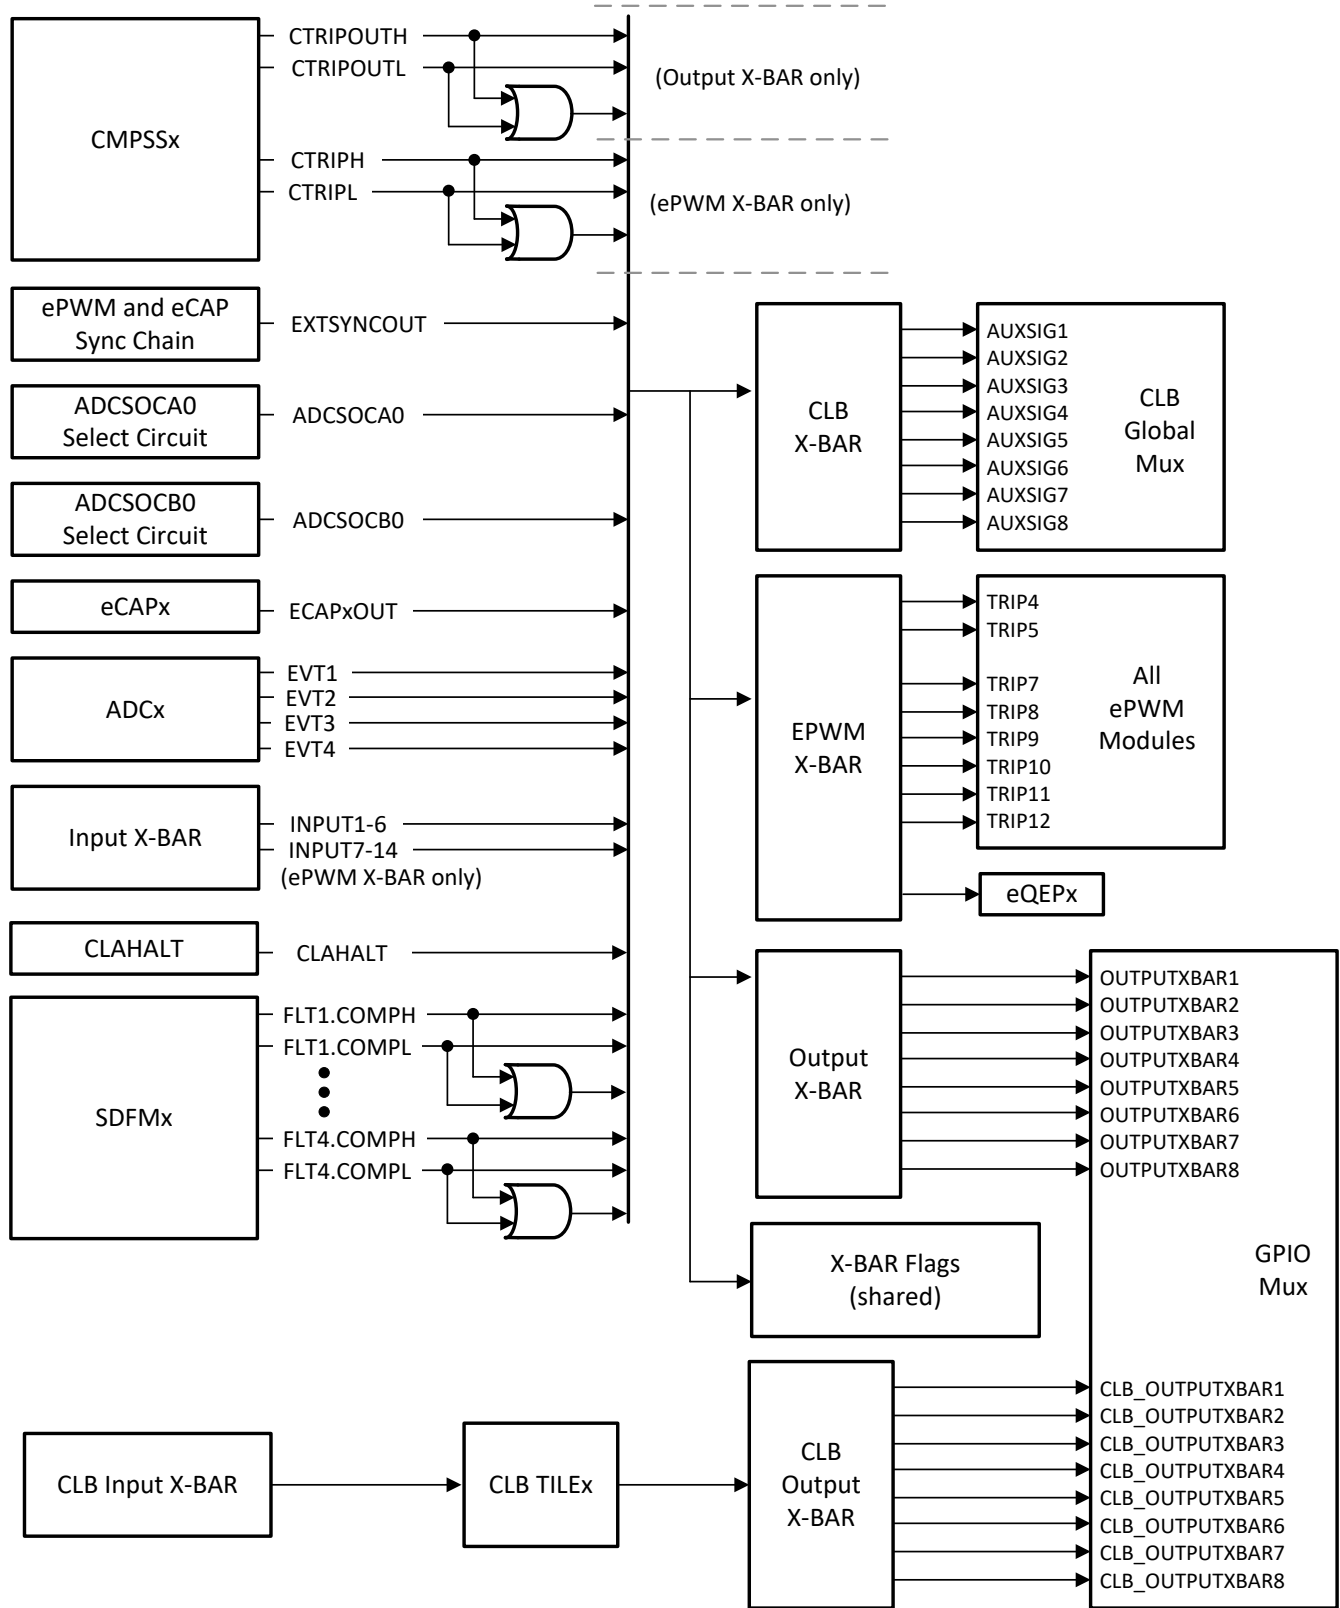 CTRIPOUTH
CTRIPOUTL
(Output X-BAR only)
CMPSSx
CTRIPH
CTRIPL
(ePWM X-BAR only)
ePWM and eCAP
Sync Chain
EXTSYNCOUT
ADCSOCA0
Select Circuit
ADCSOCA0
ADCSOCB0
Select Circuit
ADCSOCB0
eCAPx
ECAPxOUT
ADCx
EVT1
EVT2
EVT3
EVT4
Input X-BAR
INPUT1-6
INPUT7-14
(ePWM X-BAR only)
CLAHALT
CLAHALT
SDFMx
FLT1.COMPH
FLT1.COMPL
FLT4.COMPH
FLT4.COMPL
CLB
X-BAR
AUXSIG1
AUXSIG2
AUXSIG3
AUXSIG4
AUXSIG5
AUXSIG6
AUXSIG7
AUXSIG8
CLB
Global
Mux
EPWM
X-BAR
TRIP4
TRIP5
TRIP7
TRIP8
TRIP9
TRIP10
TRIP11
TRIP12
All
ePWM
Modules
eQEPx
Output
X-BAR
OUTPUTXBAR1
OUTPUTXBAR2
OUTPUTXBAR3
OUTPUTXBAR4
OUTPUTXBAR5
OUTPUTXBAR6
OUTPUTXBAR7
OUTPUTXBAR8
X-BAR Flags
(shared)
GPIO
Mux
CLB Input X-BAR
CLB TILEx
CLB
Output
X-BAR
CLB_OUTPUTXBAR1
CLB_OUTPUTXBAR2
CLB_OUTPUTXBAR3
CLB_OUTPUTXBAR4
CLB_OUTPUTXBAR5
CLB_OUTPUTXBAR6
CLB_OUTPUTXBAR7
CLB_OUTPUTXBAR8